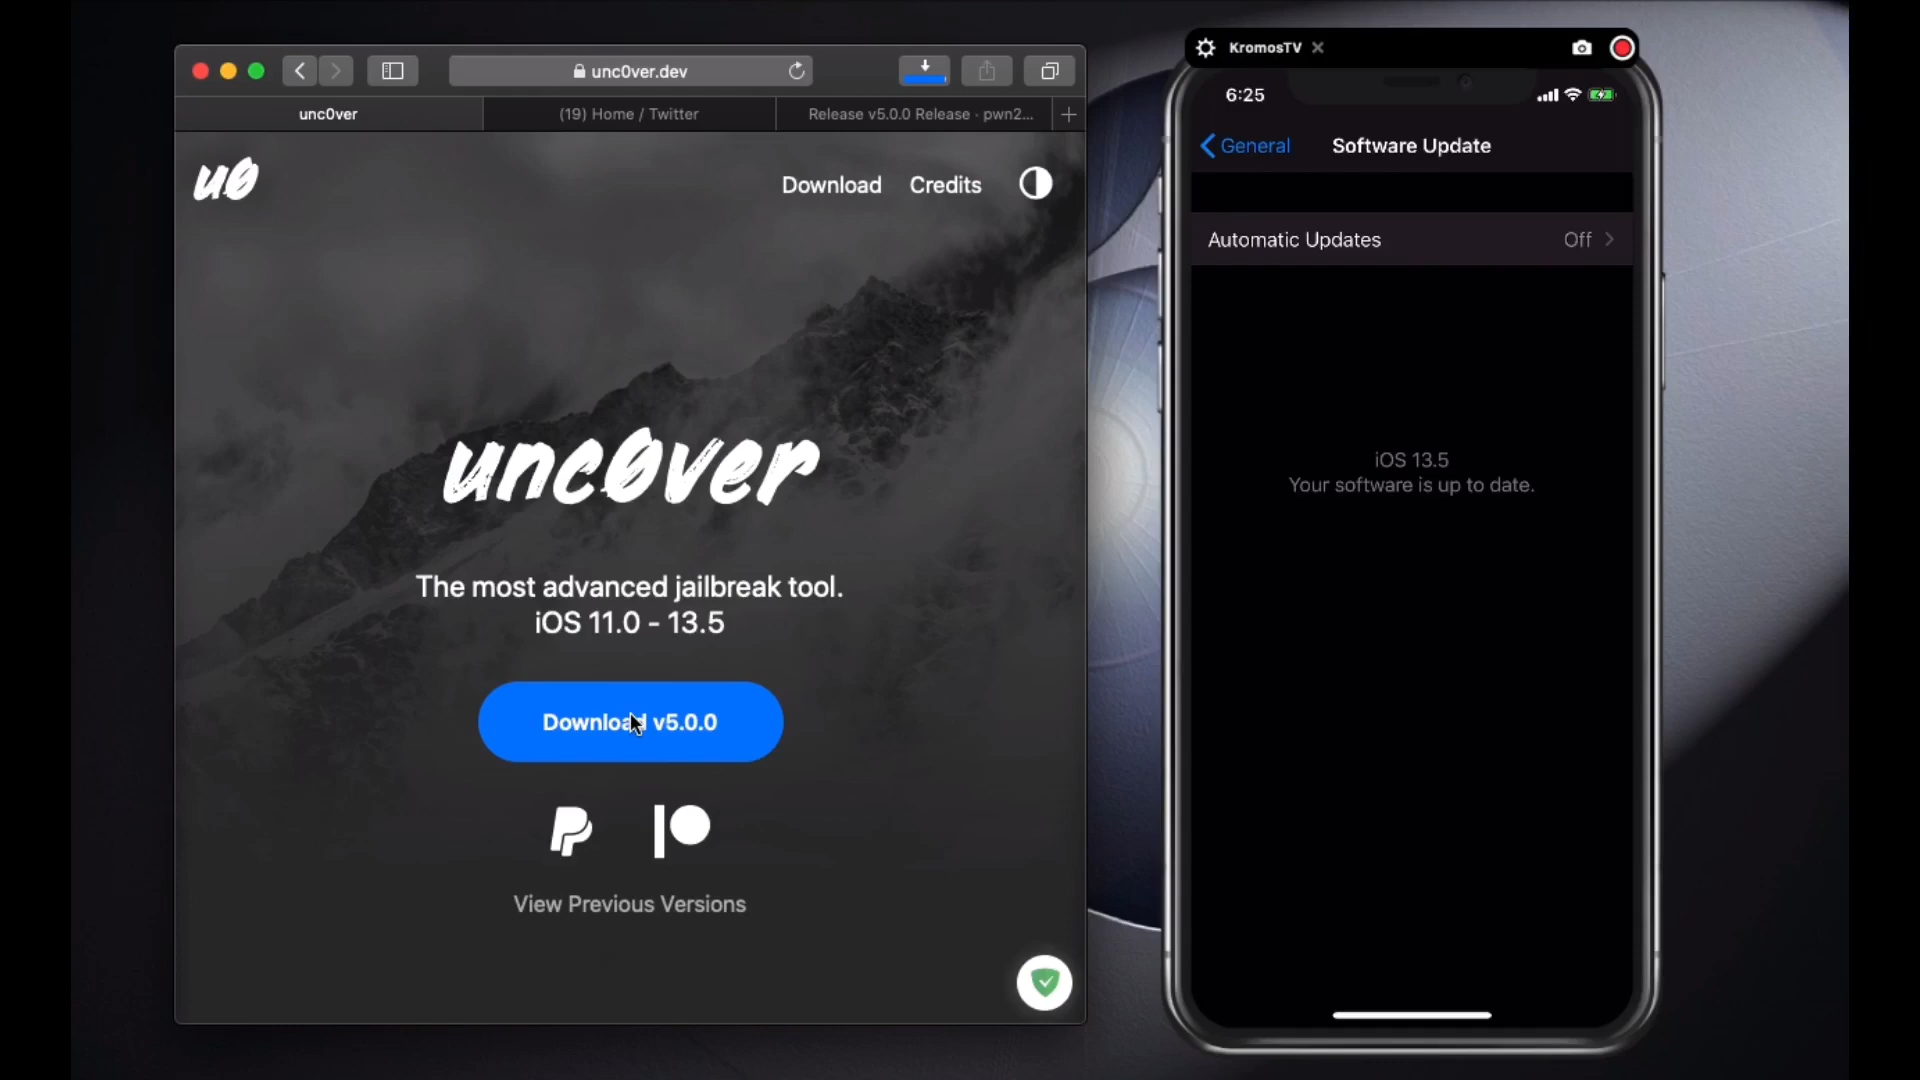 unc0ver.dev
unc0ver
(19) Home / Twitter
Release v5.0.0 Release · pwn2...
u0
Download
Credits
unc0ver
The most advanced jailbreak tool.
iOS 11.0 - 13.5
Download v5.0.0
View Previous Versions
KromosTV
6:25
General
Software Update
Automatic Updates
Off
iOS 13.5
Your software is up to date.